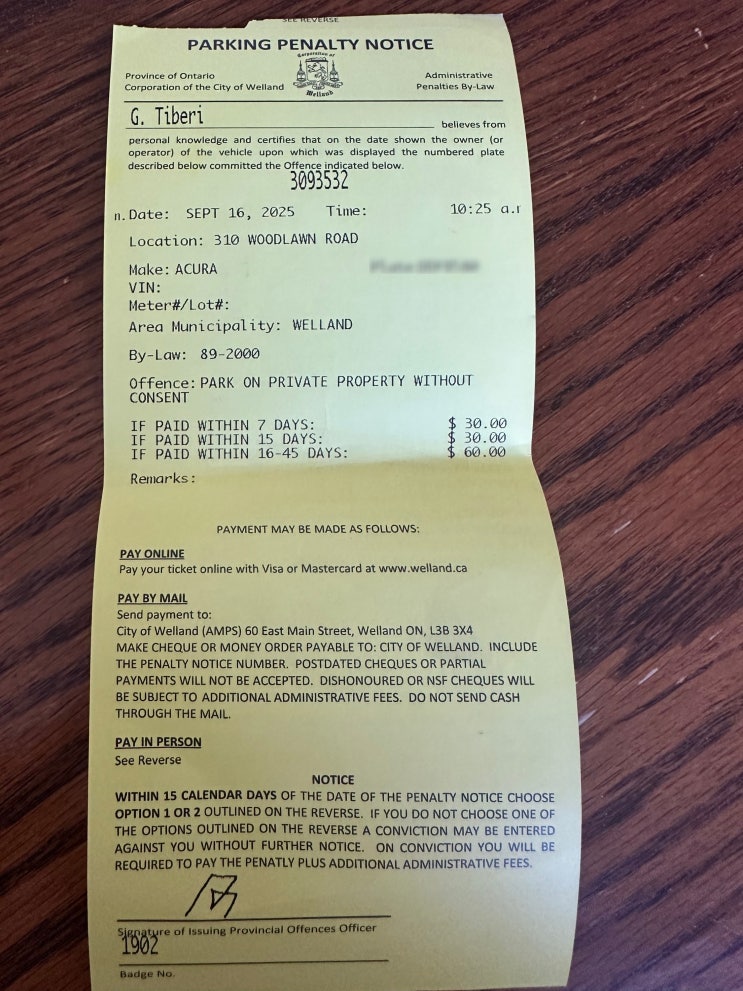 SEE REVERSE
PARKING PENALTY NOTICE
Province of Ontario
Corporation of the City of Welland
Corporation of
Welland
Administrative
Penalties By-Law
G. Tiberi
believes from
personal knowledge and certifies that on the date shown the owner (or
operator) of the vehicle upon which was displayed the numbered plate
described below committed the Offence indicated below.
3093532
n. Date: SEPT 16, 2025 Time: 10:25 a.
Location: 310 WOODLAWN ROAD
Make: ACURA
VIN:
Meter#/Lot#:
Area Municipality: WELLAND
By-Law: 89-2000
Offence: PARK ON PRIVATE PROPERTY WITHOUT
CONSENT
IF PAID WITHIN 7 DAYS: $ 30.00
IF PAID WITHIN 15 DAYS: $ 30.00
IF PAID WITHIN 16-45 DAYS: $ 60.00
Remarks:
PAYMENT MAY BE MADE AS FOLLOWS:
PAY ONLINE
Pay your ticket online with Visa or Mastercard at www.welland.ca
PAY BY MAIL
Send payment to:
City of Welland (AMPS) 60 East Main Street, Welland ON, L3B 3X4
MAKE CHEQUE OR MONEY ORDER PAYABLE TO: CITY OF WELLAND. INCLUDE
THE PENALTY NOTICE NUMBER. POSTDATED CHEQUES OR PARTIAL
PAYMENTS WILL NOT BE ACCEPTED. DISHONOURED OR NSF CHEQUES WILL
BE SUBJECT TO ADDITIONAL ADMINISTRATIVE FEES. DO NOT SEND CASH
THROUGH THE MAIL.
PAY IN PERSON
See Reverse
NOTICE
WITHIN 15 CALENDAR DAYS OF THE DATE OF THE PENALTY NOTICE CHOOSE
OPTION 1 OR 2 OUTLINED ON THE REVERSE. IF YOU DO NOT CHOOSE ONE OF
THE OPTIONS OUTLINED ON THE REVERSE A CONVICTION MAY BE ENTERED
AGAINST YOU WITHOUT FURTHER NOTICE. ON CONVICTION YOU WILL BE
REQUIRED TO PAY THE PENATLY PLUS ADDITIONAL ADMINISTRATIVE FEES.
Signature of Issuing Provincial Offences Officer
1902
Badge No.